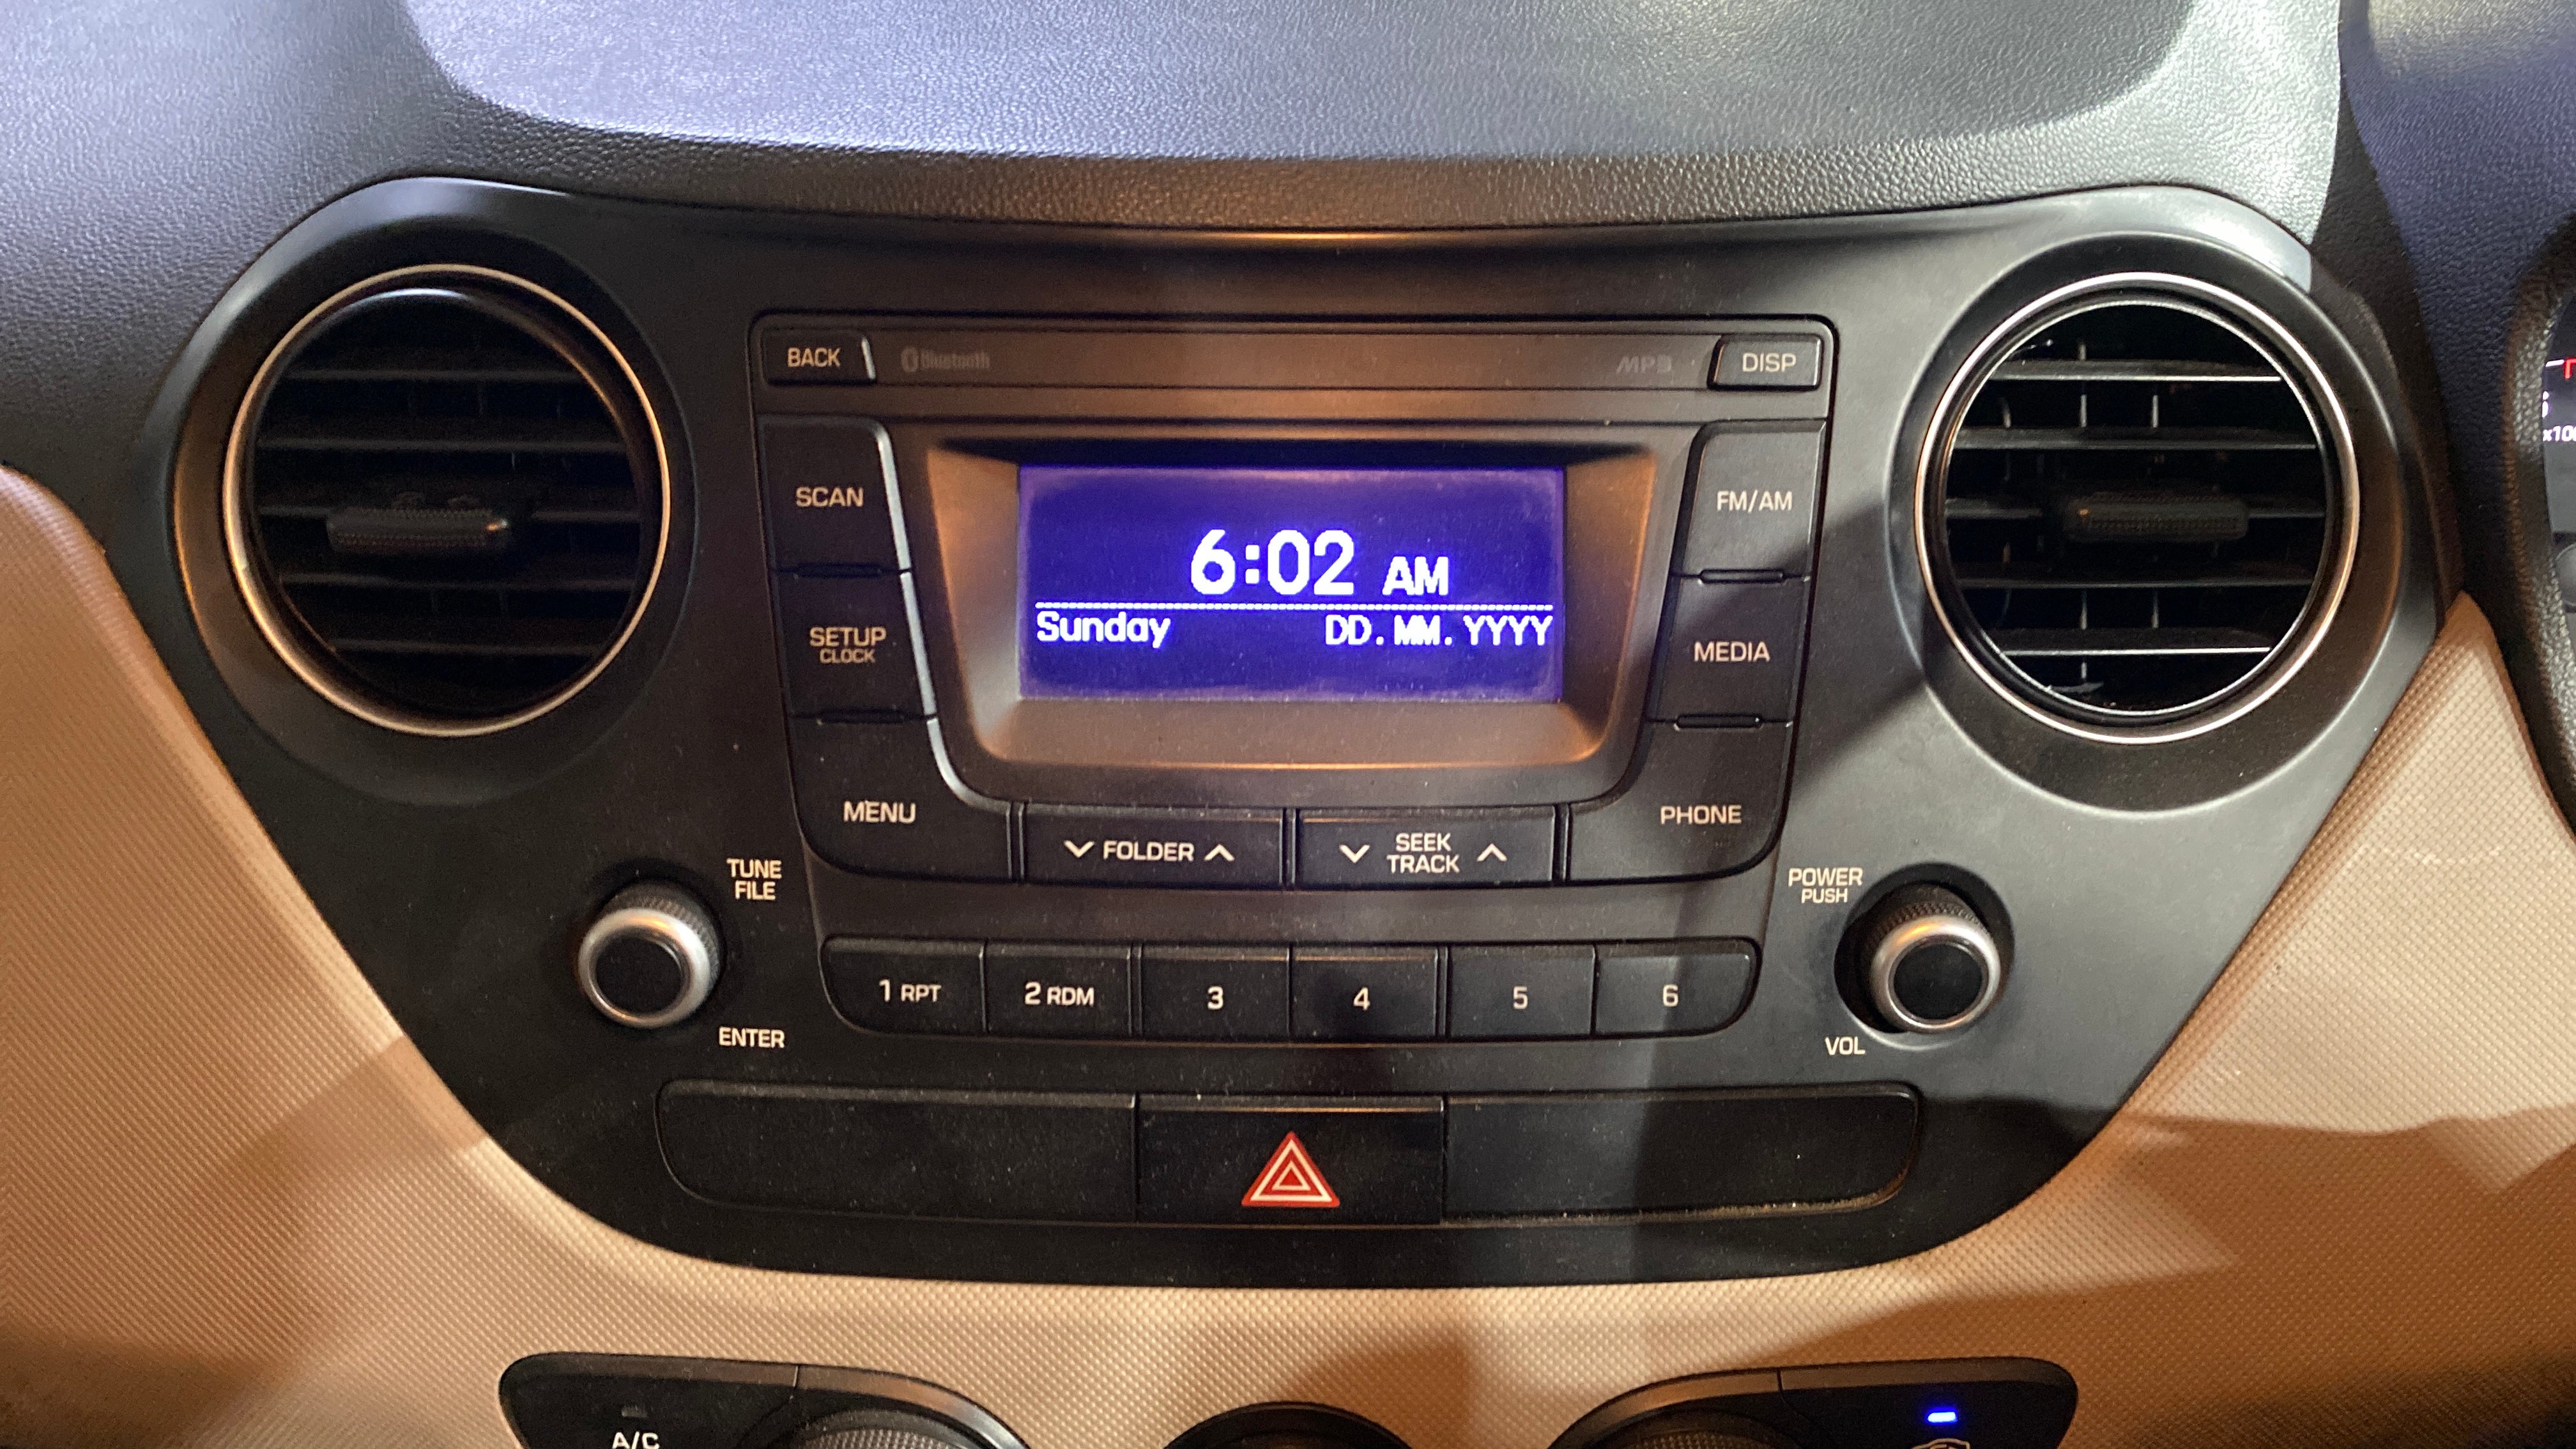 BACK
Bluetooth
MP3
DISP
SCAN
FM/AM
6:02 AM
Sunday DD.MM.YYYY
SETUP
CLOCK
MEDIA
MENU
FOLDER
SEEK
TRACK
PHONE
TUNE
FILE
POWER
PUSH
1 RPT
2 RDM
3
4
5
6
ENTER
VOL
A/C